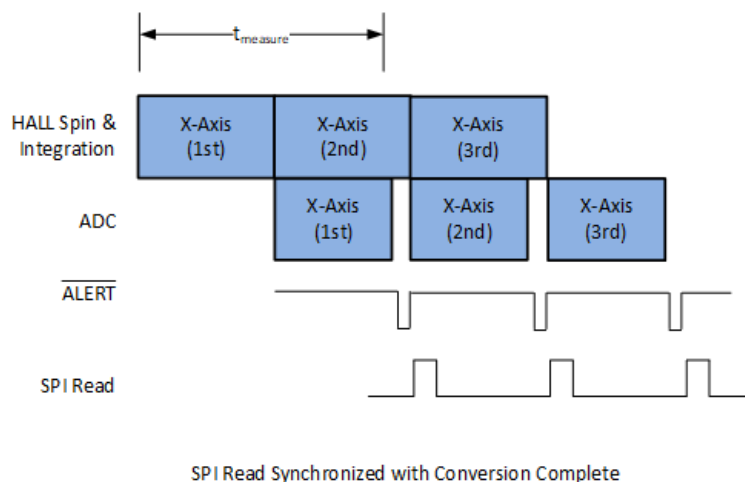 tmeasure
HALL Spin &
Integration
X-Axis
(1st)
X-Axis
(2nd)
X-Axis
(3rd)
ADC
X-Axis
(1st)
X-Axis
(2nd)
X-Axis
(3rd)
ALERT
SPI Read
SPI Read Synchronized with Conversion Complete